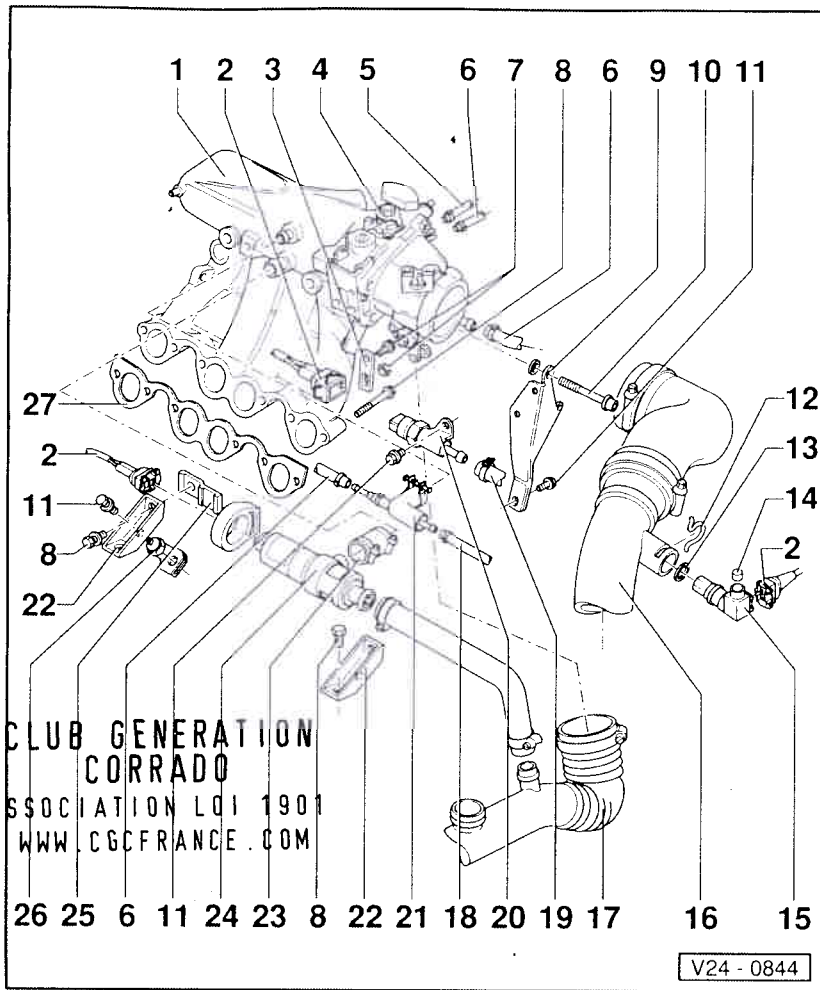 1 2 3 4 5 6 7 8 6 9 10 11
12
13
14
2
27
2
11
8
22
CLUB GENERATION
CORRADO
SSOCIATION LOI 1901
WWW.CGCFRANCE.COM
26 25 6 11 24 23 8 22 21 18 20 19 17 16 15
V24 - 0844